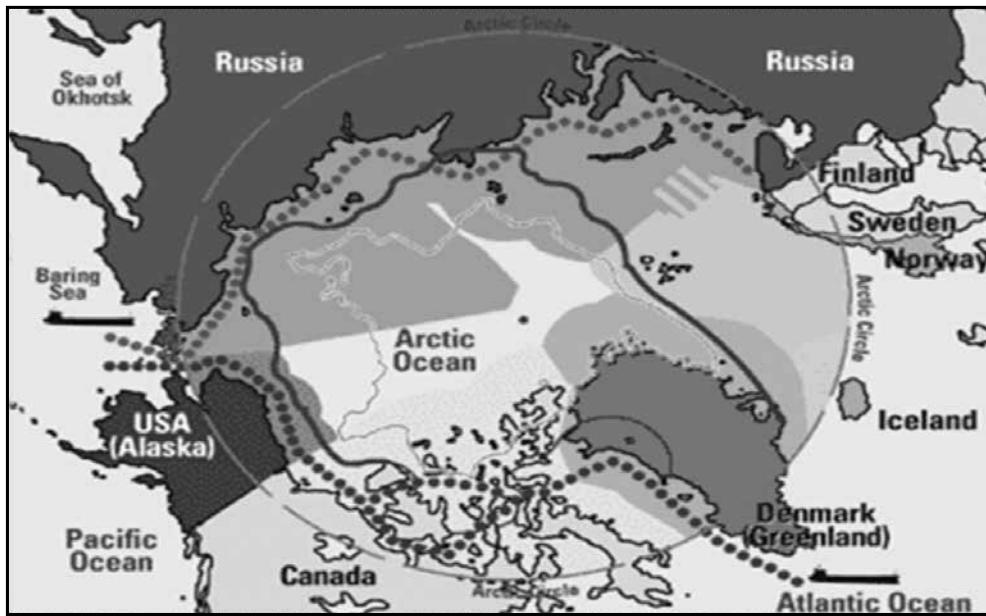 Arctic Circle
Russia
Russia
Sea of
Okhotsk
Finland
Sweden
Norway
Baring
Sea
Arctic Circle
Arctic
Ocean
USA
(Alaska)
Iceland
Pacific
Ocean
Denmark
(Greenland)
Canada
Arctic Circle
Atlantic Ocean